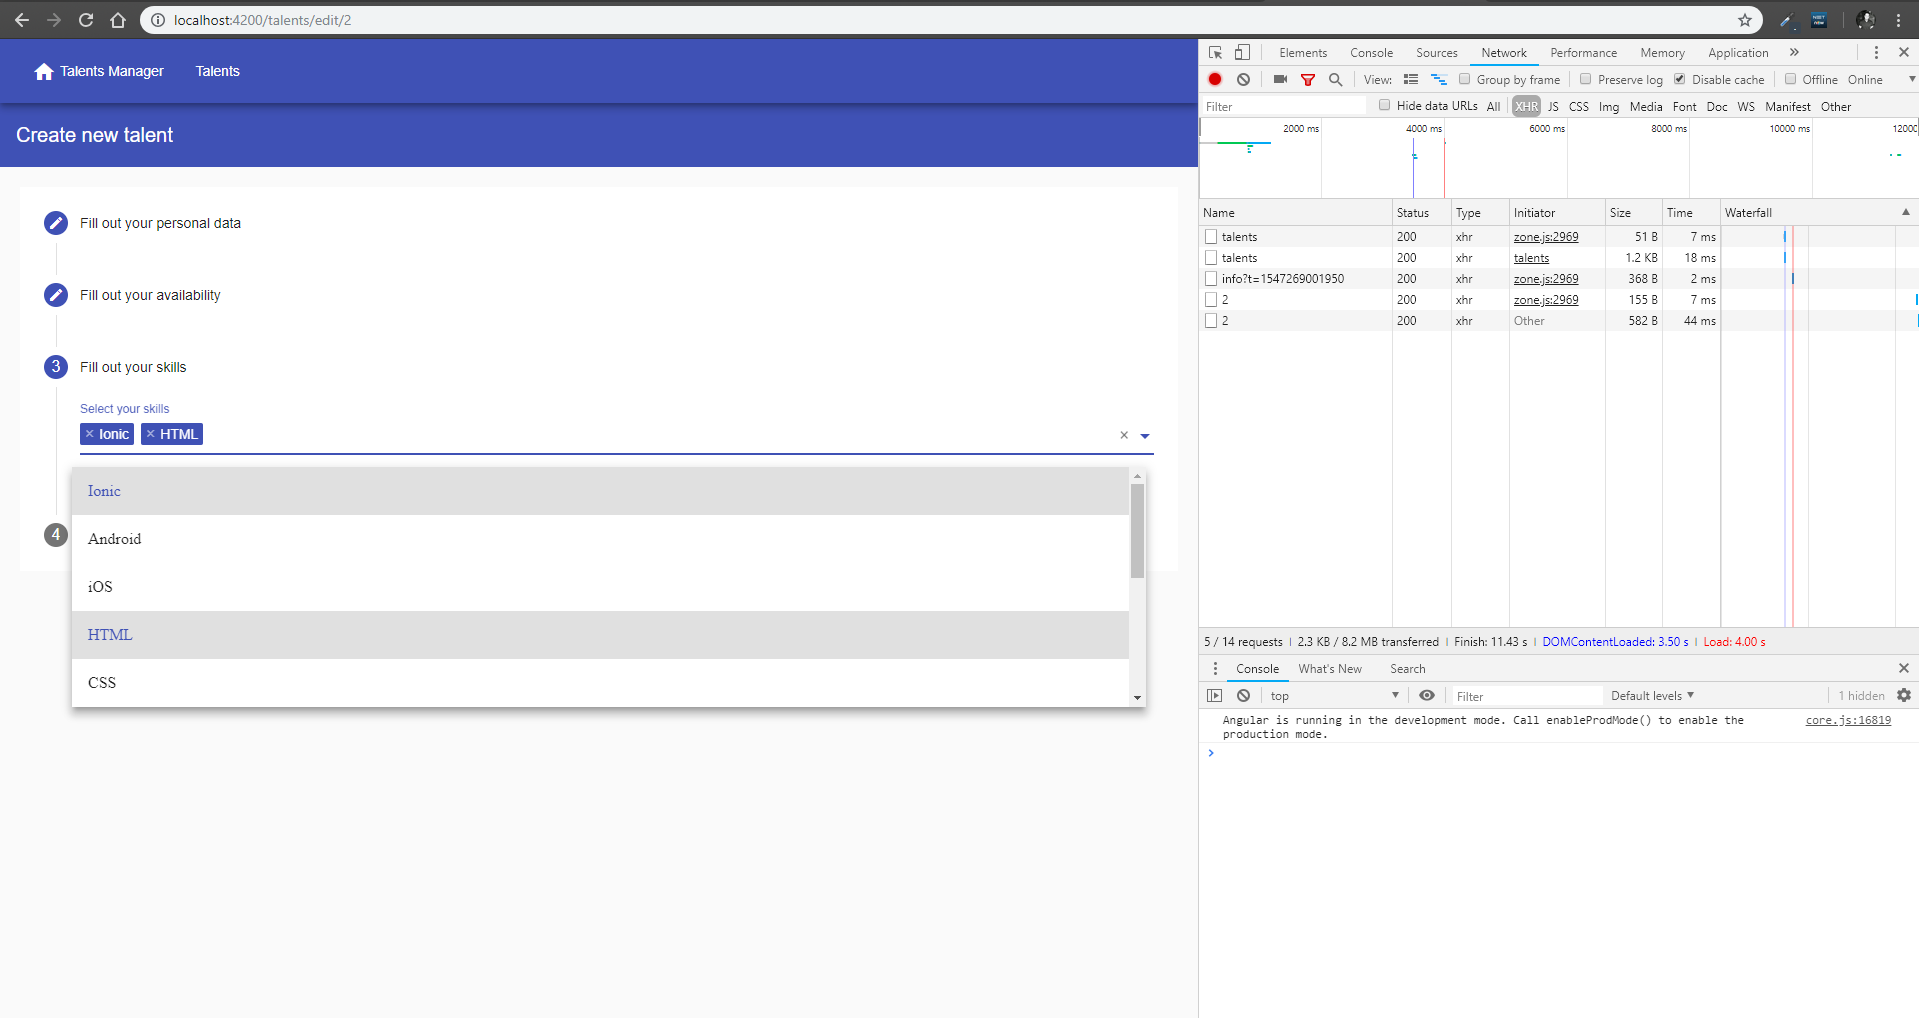 localhost:4200/talents/edit/2
Talents Manager Talents
Create new talent
Fill out your personal data
Fill out your availability
3 Fill out your skills
Select your skills
× Ionic × HTML
Ionic
Android
iOS
HTML
CSS
4
Elements Console Sources Network Performance Memory Application
View: Group by frame Preserve log Disable cache Offline Online
Filter Hide data URLs All XHR JS CSS Img Media Font Doc WS Manifest Other
2000 ms 4000 ms 6000 ms 8000 ms 10000 ms 12000
Name Status Type Initiator Size Time Waterfall
talents 200 xhr zone.js:2969 51 B 7 ms
talents 200 xhr talents 1.2 KB 18 ms
info?t=1547269001950 200 xhr zone.js:2969 368 B 2 ms
2 200 xhr zone.js:2969 155 B 7 ms
2 200 xhr Other 582 B 44 ms
5 / 14 requests 2.3 KB / 8.2 MB transferred Finish: 11.43 s DOMContentLoaded: 3.50 s Load: 4.00 s
Console What's New Search
top Filter Default levels 1 hidden
Angular is running in the development mode. Call enableProdMode() to enable the core.js:16819
production mode.